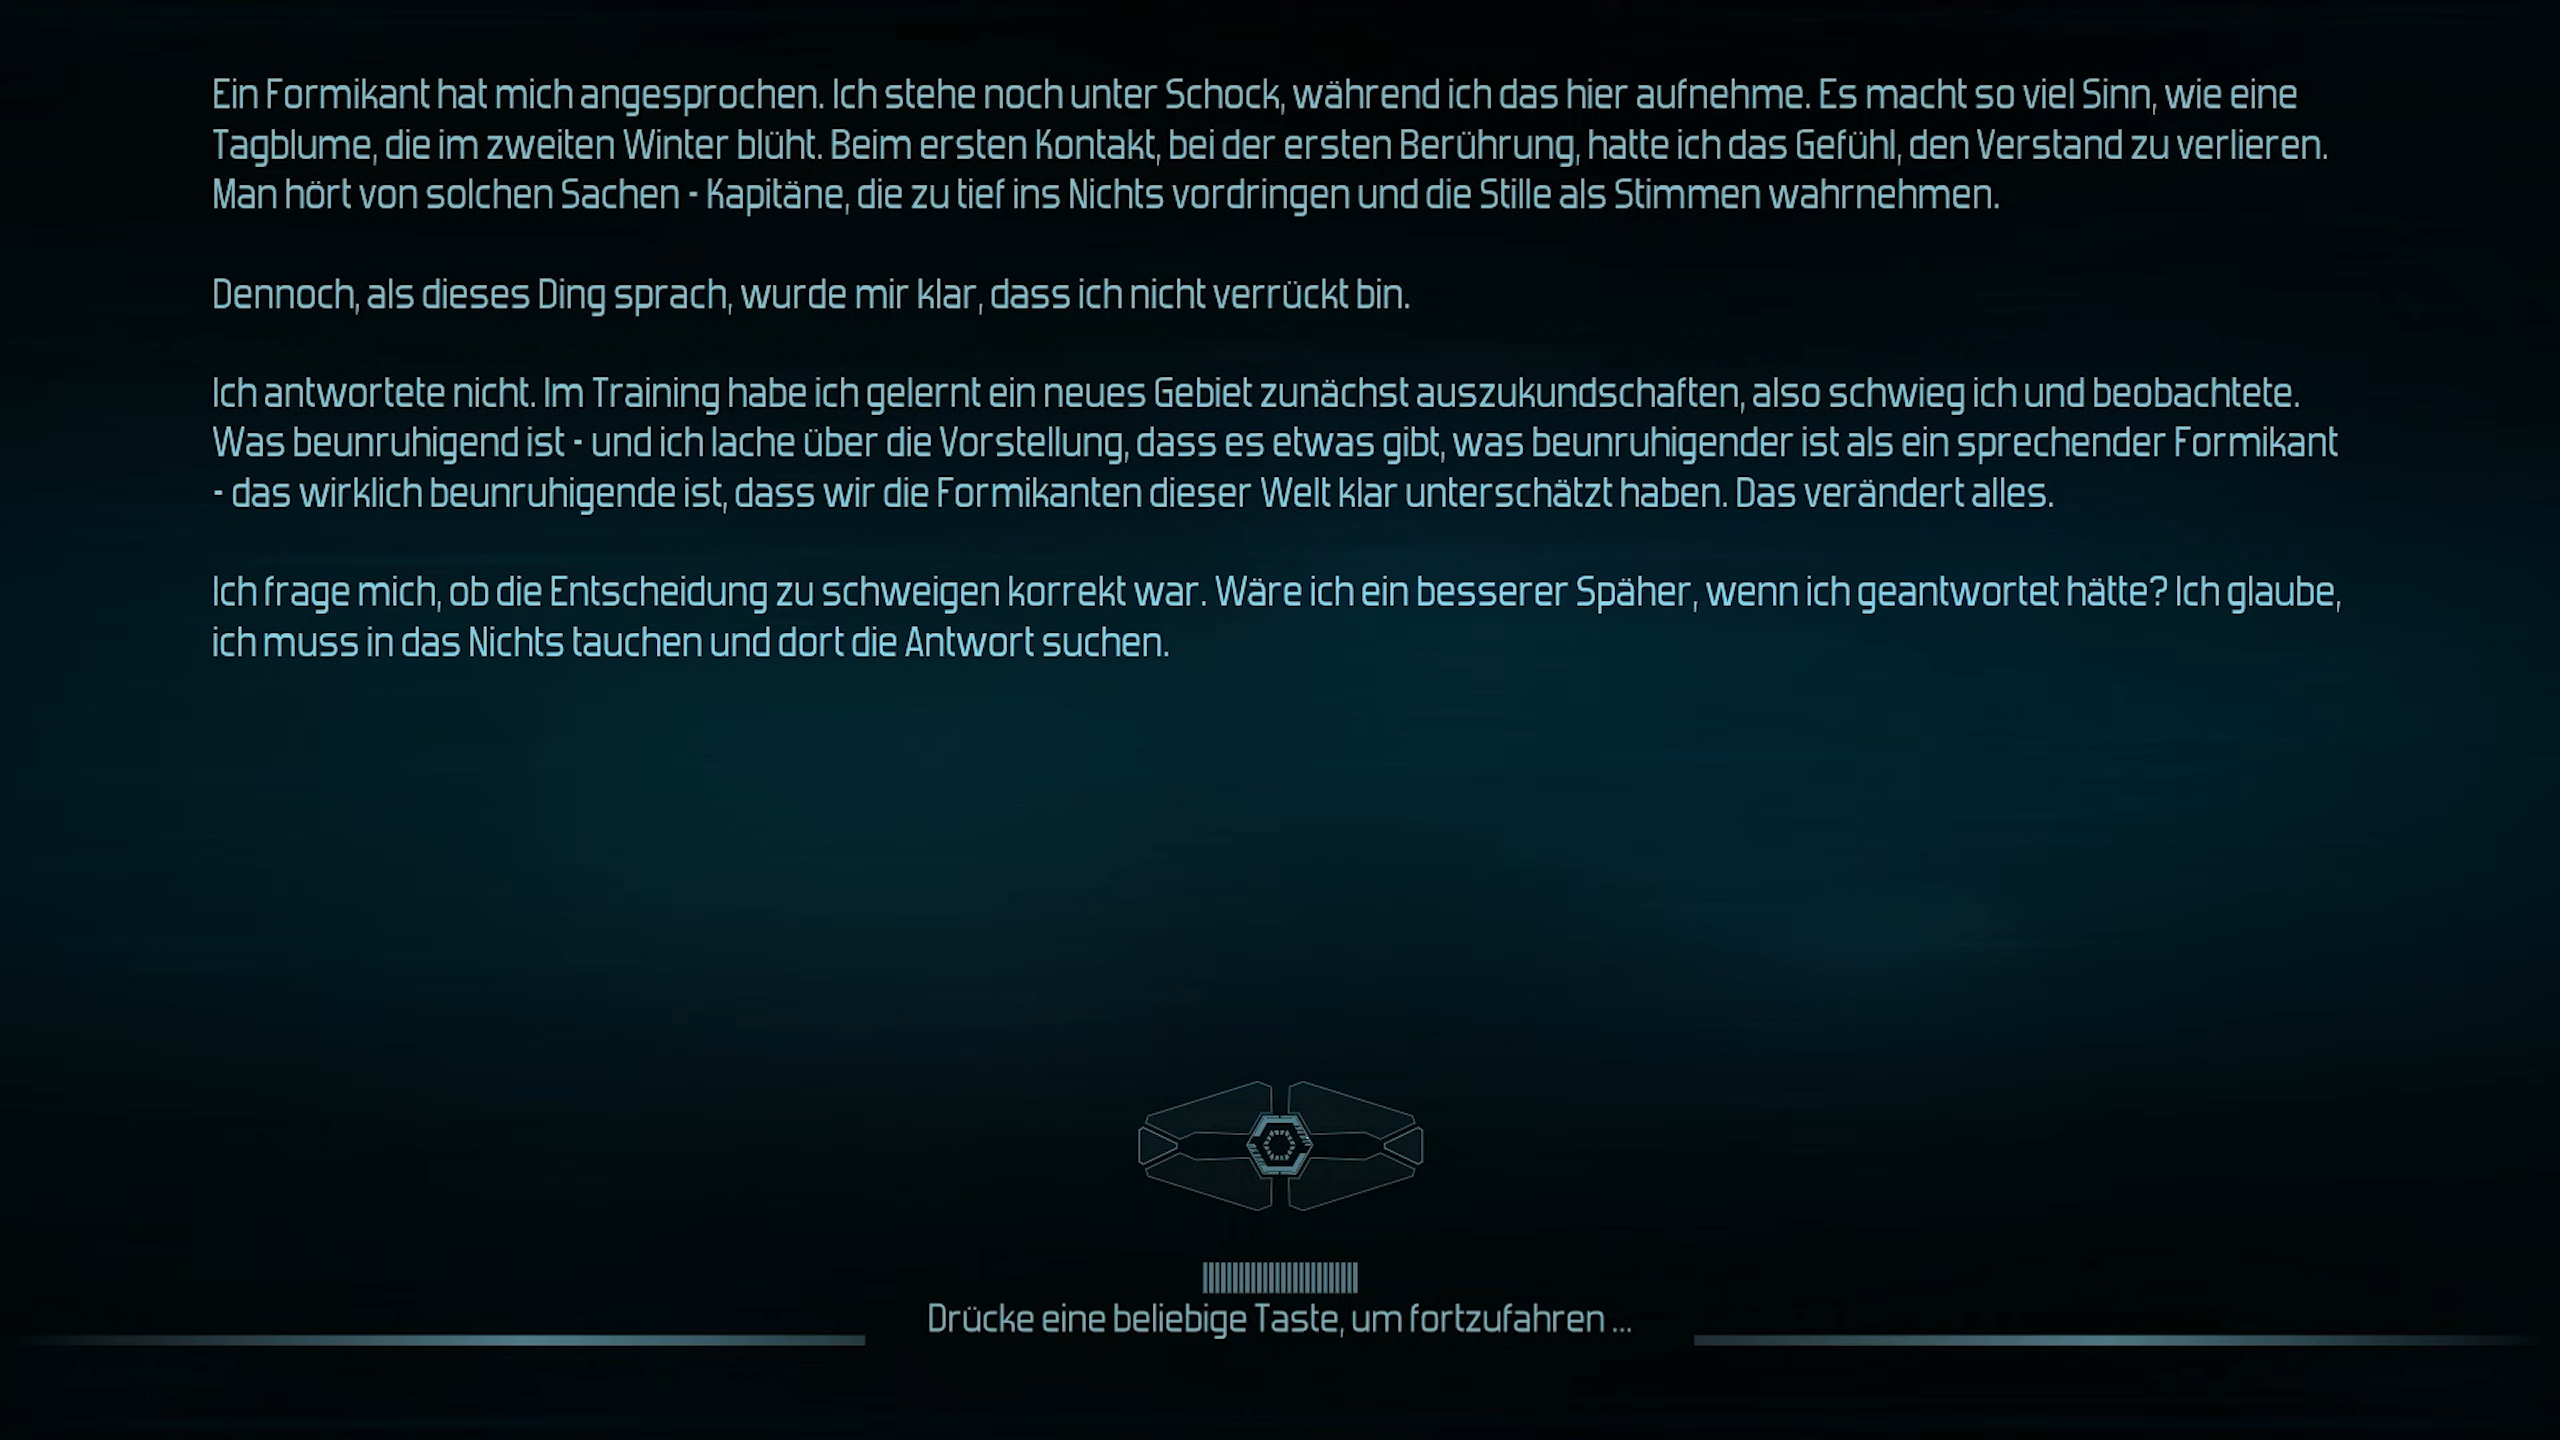 Ein Formikant hat mich angesprochen. Ich stehe noch unter Schock, während ich das hier aufnehme. Es macht so viel Sinn, wie eine
Tagblume, die im zweiten Winter blüht. Beim ersten Kontakt, bei der ersten Berührung, hatte ich das Gefühl, den Verstand zu verlieren.
Man hört von solchen Sachen - Kapitäne, die zu tief ins Nichts vordringen und die Stille als Stimmen wahrnehmen.
Dennoch, als dieses Ding sprach, wurde mir klar, dass ich nicht verrückt bin.
Ich antwortete nicht. Im Training habe ich gelernt ein neues Gebiet zunächst auszukundschaften, also schwieg ich und beobachtete.
Was beunruhigend ist - und ich lache über die Vorstellung, dass es etwas gibt, was beunruhigender ist als ein sprechender Formikant
- das wirklich beunruhigende ist, dass wir die Formikanten dieser Welt klar unterschätzt haben. Das verändert alles.
Ich frage mich, ob die Entscheidung zu schweigen korrekt war. Wäre ich ein besserer Späher, wenn ich geantwortet hätte? Ich glaube,
ich muss in das Nichts tauchen und dort die Antwort suchen.
Drücke eine beliebige Taste, um fortzufahren ...